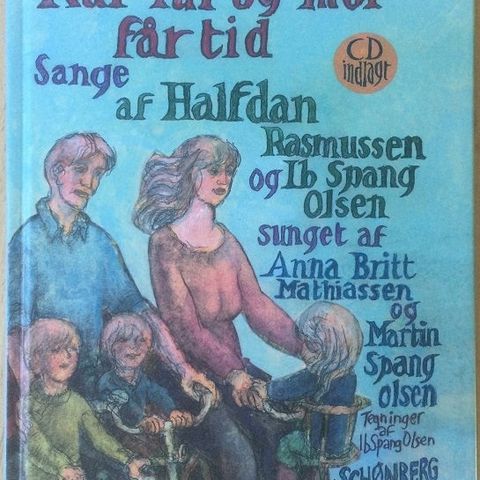 Når far og mor
får tid
CD
indlagt
Sange
af Halfdan
Rasmussen
og Ib Spang
Olsen
sunget af
Anna Britt
Mathiassen
og
Martin
Spang
Olsen
Tegninger
af
Ib Spang Olsen
SCHØNBERG